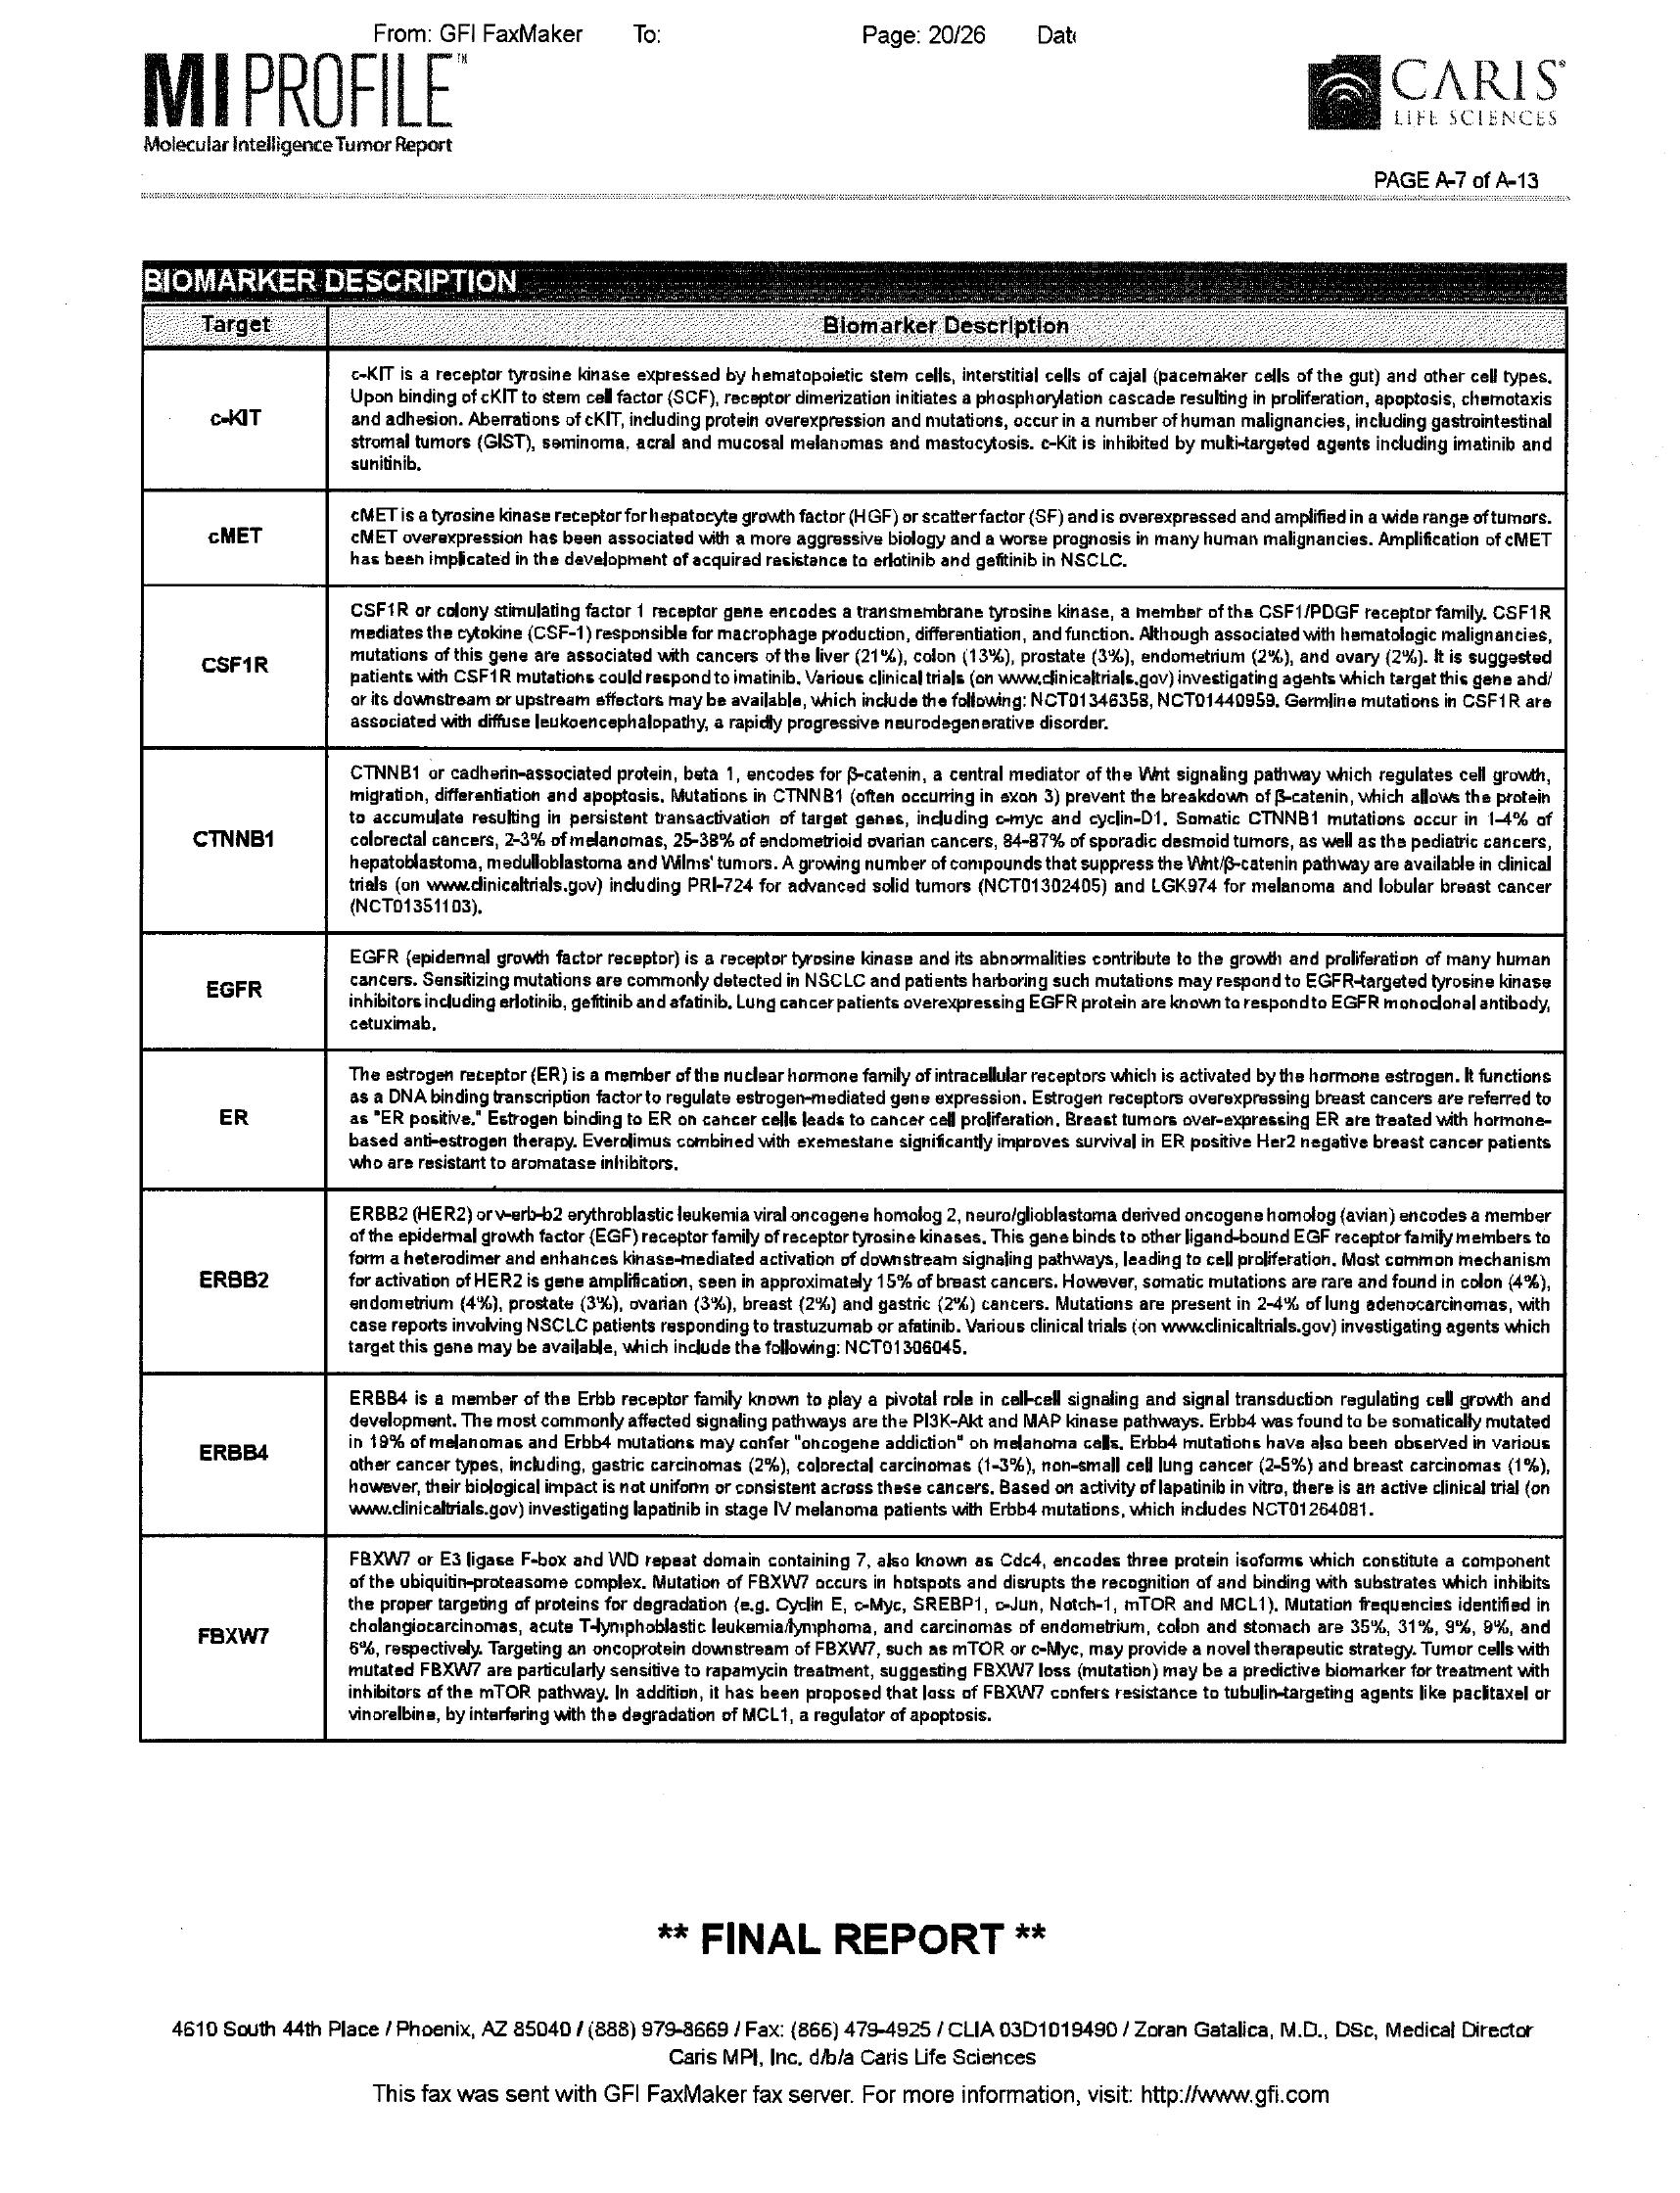 From: GFI FaxMaker To: Page: 20/26 Date
MI PROFILE™
Molecular Intelligence Tumor Report
CARIS®
LIFE SCIENCES
PAGE A-7 of A-13
BIOMARKER DESCRIPTION
Target Biomarker Description
c-KIT
c-KIT is a receptor tyrosine kinase expressed by hematopoietic stem cells, interstitial cells of cajal (pacemaker cells of the gut) and other cell types.
Upon binding of cKIT to stem cell factor (SCF), receptor dimerization initiates a phosphorylation cascade resulting in proliferation, apoptosis, chemotaxis
and adhesion. Aberrations of cKIT, including protein overexpression and mutations, occur in a number of human malignancies, including gastrointestinal
stromal tumors (GIST), seminoma, acral and mucosal melanomas and mastocytosis. c-Kit is inhibited by multi-targeted agents including imatinib and
sunitinib.
cMET
cMET is a tyrosine kinase receptor for hepatocyte growth factor (HGF) or scatter factor (SF) and is overexpressed and amplified in a wide range of tumors.
cMET overexpression has been associated with a more aggressive biology and a worse prognosis in many human malignancies. Amplification of cMET
has been implicated in the development of acquired resistance to erlotinib and gefitinib in NSCLC.
CSF1R
CSF1R or colony stimulating factor 1 receptor gene encodes a transmembrane tyrosine kinase, a member of the CSF1/PDGF receptor family. CSF1R
mediates the cytokine (CSF-1) responsible for macrophage production, differentiation, and function. Although associated with hematologic malignancies,
mutations of this gene are associated with cancers of the liver (21%), colon (13%), prostate (3%), endometrium (2%), and ovary (2%). It is suggested
patients with CSF1R mutations could respond to imatinib. Various clinical trials (on www.clinicaltrials.gov) investigating agents which target this gene and/
or its downstream or upstream effectors may be available, which include the following: NCT01346358, NCT01440959. Germline mutations in CSF1R are
associated with diffuse leukoencephalopathy, a rapidly progressive neurodegenerative disorder.
CTNNB1
CTNNB1 or cadherin-associated protein, beta 1, encodes for β-catenin, a central mediator of the Wnt signaling pathway which regulates cell growth,
migration, differentiation and apoptosis. Mutations in CTNNB1 (often occurring in exon 3) prevent the breakdown of β-catenin, which allows the protein
to accumulate resulting in persistent transactivation of target genes, including c-myc and cyclin-D1. Somatic CTNNB1 mutations occur in 1-4% of
colorectal cancers, 2-3% of melanomas, 25-38% of endometrioid ovarian cancers, 84-87% of sporadic desmoid tumors, as well as the pediatric cancers,
hepatoblastoma, medulloblastoma and Wilms' tumors. A growing number of compounds that suppress the Wnt/β-catenin pathway are available in clinical
trials (on www.clinicaltrials.gov) including PRI-724 for advanced solid tumors (NCT01302405) and LGK974 for melanoma and lobular breast cancer
(NCT01351103).
EGFR
EGFR (epidermal growth factor receptor) is a receptor tyrosine kinase and its abnormalities contribute to the growth and proliferation of many human
cancers. Sensitizing mutations are commonly detected in NSCLC and patients harboring such mutations may respond to EGFR-targeted tyrosine kinase
inhibitors including erlotinib, gefitinib and afatinib. Lung cancer patients overexpressing EGFR protein are known to respond to EGFR monoclonal antibody,
cetuximab.
ER
The estrogen receptor (ER) is a member of the nuclear hormone family of intracellular receptors which is activated by the hormone estrogen. It functions
as a DNA binding transcription factor to regulate estrogen-mediated gene expression. Estrogen receptors overexpressing breast cancers are referred to
as "ER positive." Estrogen binding to ER on cancer cells leads to cancer cell proliferation. Breast tumors over-expressing ER are treated with hormone-
based anti-estrogen therapy. Everolimus combined with exemestane significantly improves survival in ER positive Her2 negative breast cancer patients
who are resistant to aromatase inhibitors.
ERBB2
ERBB2 (HER2) or v-erb-b2 erythroblastic leukemia viral oncogene homolog 2, neuro/glioblastoma derived oncogene homolog (avian) encodes a member
of the epidermal growth factor (EGF) receptor family of receptor tyrosine kinases. This gene binds to other ligand-bound EGF receptor family members to
form a heterodimer and enhances kinase-mediated activation of downstream signaling pathways, leading to cell proliferation. Most common mechanism
for activation of HER2 is gene amplification, seen in approximately 15% of breast cancers. However, somatic mutations are rare and found in colon (4%),
endometrium (4%), prostate (3%), ovarian (3%), breast (2%) and gastric (2%) cancers. Mutations are present in 2-4% of lung adenocarcinomas, with
case reports involving NSCLC patients responding to trastuzumab or afatinib. Various clinical trials (on www.clinicaltrials.gov) investigating agents which
target this gene may be available, which include the following: NCT01306045.
ERBB4
ERBB4 is a member of the Erbb receptor family known to play a pivotal role in cell-cell signaling and signal transduction regulating cell growth and
development. The most commonly affected signaling pathways are the PI3K-Akt and MAP kinase pathways. Erbb4 was found to be somatically mutated
in 19% of melanomas and Erbb4 mutations may confer "oncogene addiction" on melanoma cells. Erbb4 mutations have also been observed in various
other cancer types, including, gastric carcinomas (2%), colorectal carcinomas (1-3%), non-small cell lung cancer (2-5%) and breast carcinomas (1%),
however, their biological impact is not uniform or consistent across these cancers. Based on activity of lapatinib in vitro, there is an active clinical trial (on
www.clinicaltrials.gov) investigating lapatinib in stage IV melanoma patients with Erbb4 mutations, which includes NCT01264081.
FBXW7
FBXW7 or E3 ligase F-box and WD repeat domain containing 7, also known as Cdc4, encodes three protein isoforms which constitute a component
of the ubiquitin-proteasome complex. Mutation of FBXW7 occurs in hotspots and disrupts the recognition of and binding with substrates which inhibits
the proper targeting of proteins for degradation (e.g. Cyclin E, c-Myc, SREBP1, c-Jun, Notch-1, mTOR and MCL1). Mutation frequencies identified in
cholangiocarcinomas, acute T-lymphoblastic leukemia/lymphoma, and carcinomas of endometrium, colon and stomach are 35%, 31%, 9%, 9%, and
6%, respectively. Targeting an oncoprotein downstream of FBXW7, such as mTOR or c-Myc, may provide a novel therapeutic strategy. Tumor cells with
mutated FBXW7 are particularly sensitive to rapamycin treatment, suggesting FBXW7 loss (mutation) may be a predictive biomarker for treatment with
inhibitors of the mTOR pathway. In addition, it has been proposed that loss of FBXW7 confers resistance to tubulin-targeting agents like paclitaxel or
vinorelbine, by interfering with the degradation of MCL1, a regulator of apoptosis.
** FINAL REPORT **
4610 South 44th Place / Phoenix, AZ 85040 / (888) 979-8669 / Fax: (866) 479-4925 / CLIA 03D1019490 / Zoran Gatalica, M.D., DSc, Medical Director
Caris MPI, Inc. d/b/a Caris Life Sciences
This fax was sent with GFI FaxMaker fax server. For more information, visit: http://www.gfi.com